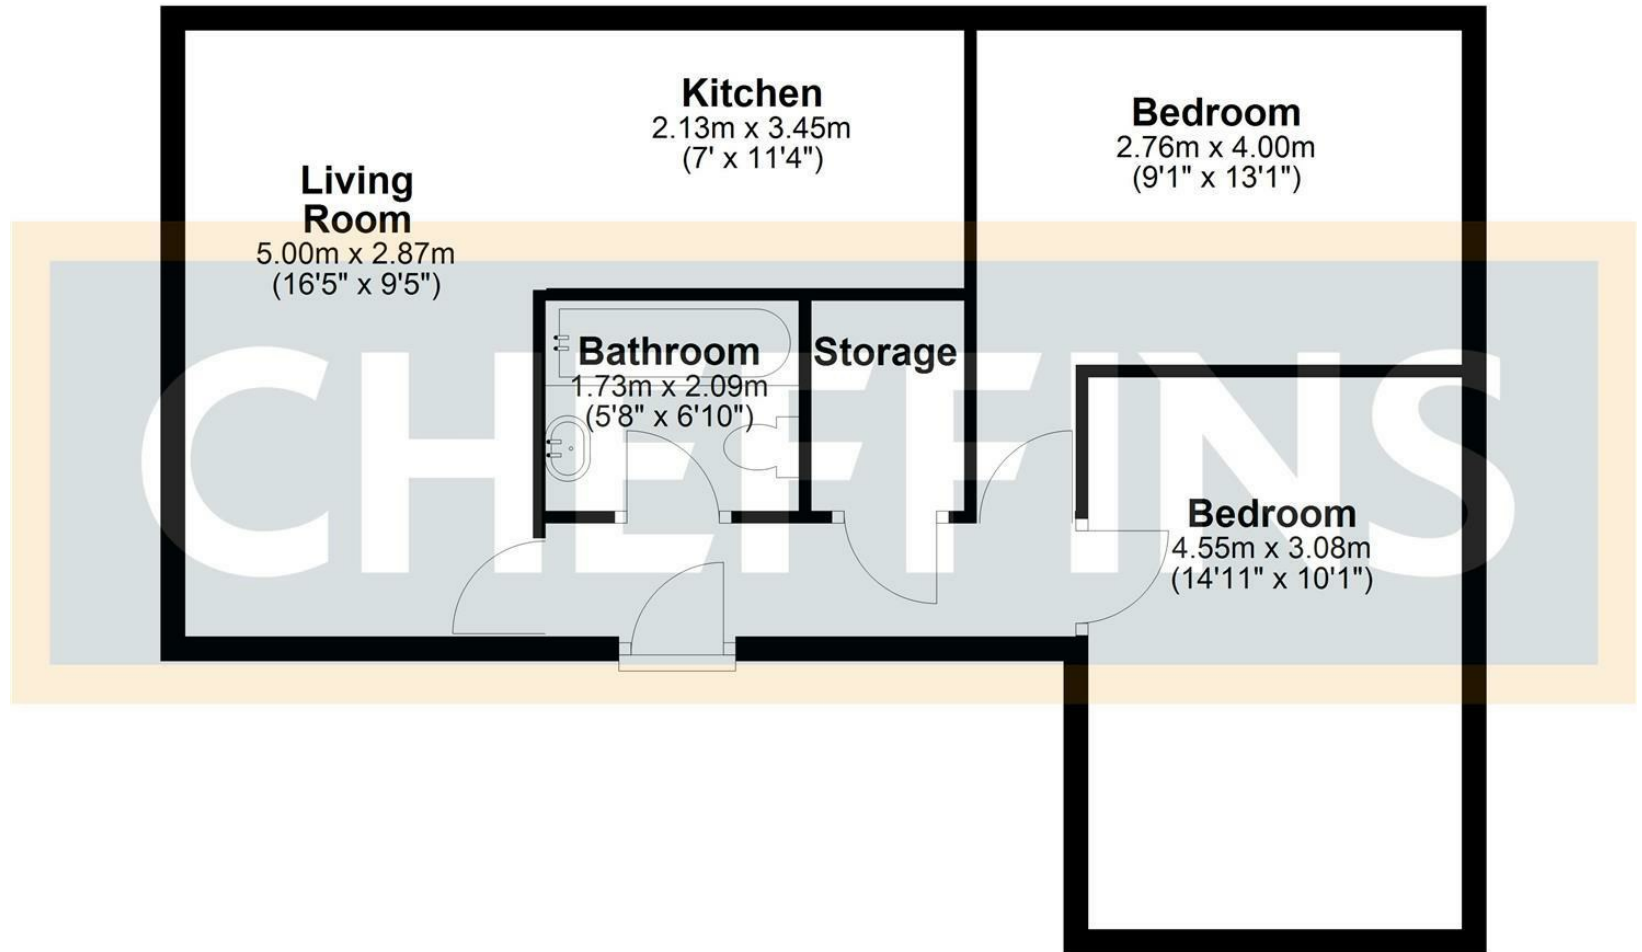 Kitchen
2.13m x 3.45m
(7' x 11'4")
Bedroom
2.76m x 4.00m
(9'1" x 13'1")
Living
Room
5.00m x 2.87m
(16'5" x 9'5")
Bathroom
1.73m x 2.09m
(5'8" x 6'10")
Storage
CHEFFINS
Bedroom
4.55m x 3.08m
(14'11" x 10'1")